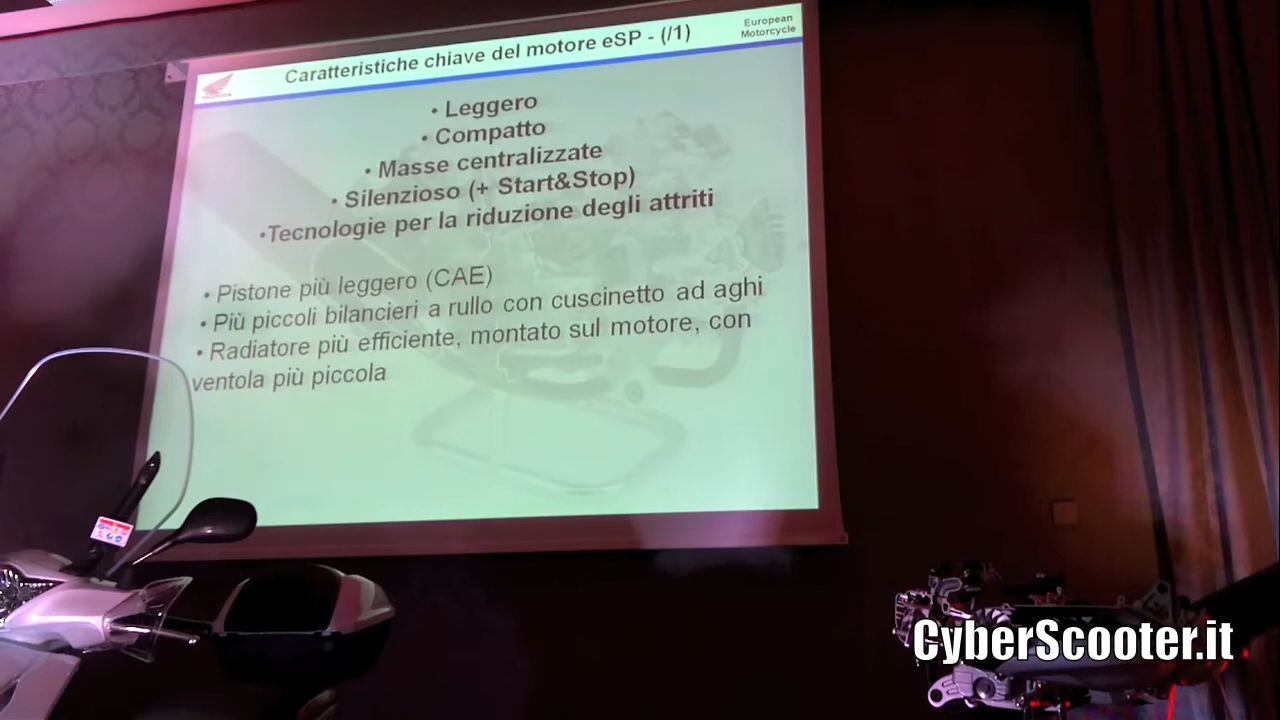 Caratteristiche chiave del motore eSP - (/1)
European
Motorcycle
HONDA
• Leggero
• Compatto
• Masse centralizzate
• Silenzioso (+ Start&Stop)
•Tecnologie per la riduzione degli attriti
• Pistone più leggero (CAE)
• Più piccoli bilancieri a rullo con cuscinetto ad aghi
• Radiatore più efficiente, montato sul motore, con
ventola più piccola
CyberScooter.it